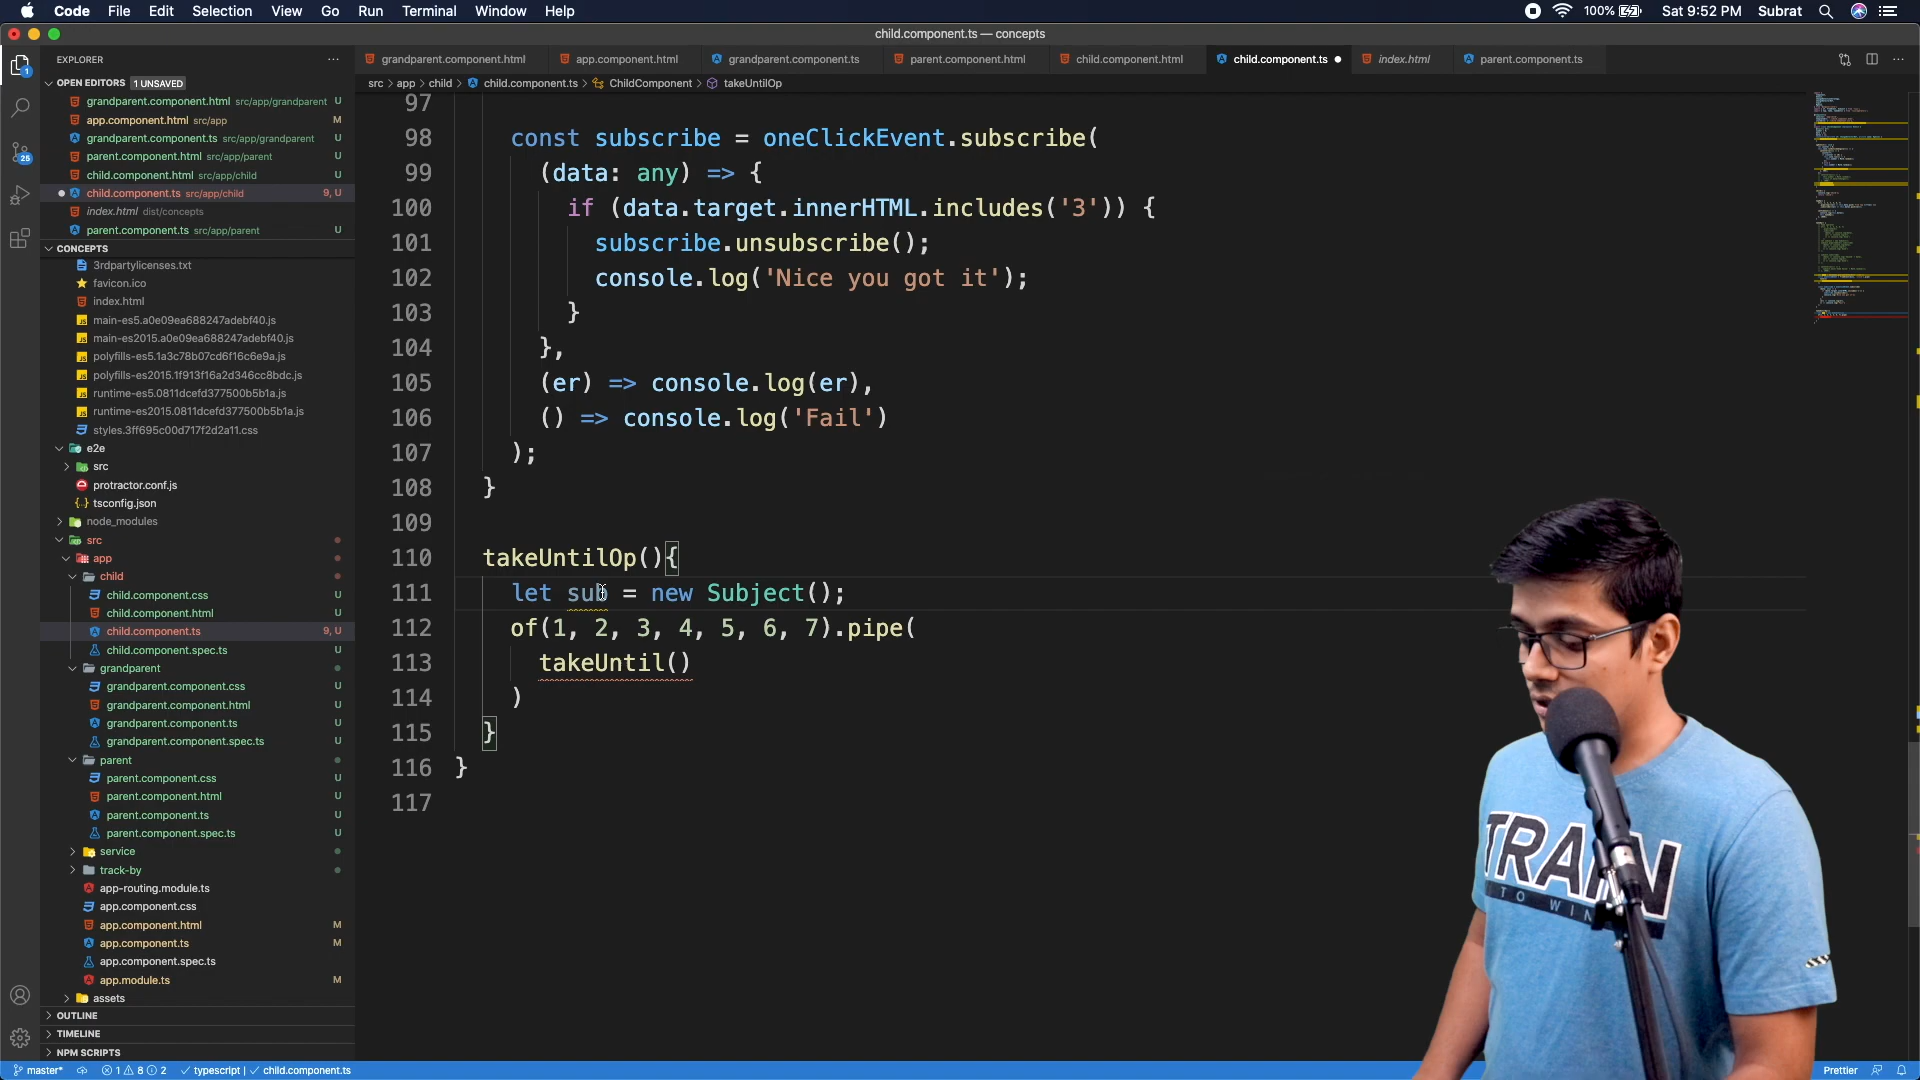 Code File Edit Selection View Go Run Terminal Window Help
100% Sat 9:52 PM Subrat
child.component.ts — concepts
EXPLORER
OPEN EDITORS 1 UNSAVED
grandparent.component.html src/app/grandparent U
app.component.html src/app M
grandparent.component.ts src/app/grandparent U
parent.component.html src/app/parent U
child.component.html src/app/child U
child.component.ts src/app/child 9, U
index.html dist/concepts
parent.component.ts src/app/parent U
CONCEPTS
3rdpartylicenses.txt
favicon.ico
index.html
main-es5.a0e09ea688247adebf40.js
main-es2015.a0e09ea688247adebf40.js
polyfills-es5.1a3c78b07cd6f16c6e9a.js
polyfills-es2015.1f913f16a2d346cc8bdc.js
runtime-es5.0811dcefd377500b5b1a.js
runtime-es2015.0811dcefd377500b5b1a.js
styles.3ff695c00d717f2d2a11.css
e2e
src
protractor.conf.js
tsconfig.json
node_modules
src
app
child
child.component.css U
child.component.html U
child.component.ts 9, U
child.component.spec.ts U
grandparent
grandparent.component.css U
grandparent.component.html U
grandparent.component.ts U
grandparent.component.spec.ts U
parent
parent.component.css U
parent.component.html U
parent.component.ts U
parent.component.spec.ts U
service
track-by
app-routing.module.ts
app.component.css
app.component.html M
app.component.ts M
app.component.spec.ts
app.module.ts M
assets
OUTLINE
TIMELINE
NPM SCRIPTS
1
25
grandparent.component.html app.component.html grandparent.component.ts parent.component.html child.component.html child.component.ts index.html parent.component.ts
src > app > child > child.component.ts > ChildComponent > takeUntilOp
97
98 const subscribe = oneClickEvent.subscribe(
99 (data: any) => {
100 if (data.target.innerHTML.includes('3')) {
101 subscribe.unsubscribe();
102 console.log('Nice you got it');
103 }
104 },
105 (er) => console.log(er),
106 () => console.log('Fail')
107 );
108 }
109
110 takeUntilOp(){
111 let sub = new Subject();
112 of(1, 2, 3, 4, 5, 6, 7).pipe(
113 takeUntil()
114 )
115 }
116 }
117
TRAIN
TO WIN
master* 1 8 2 typescript | child.component.ts
Prettier